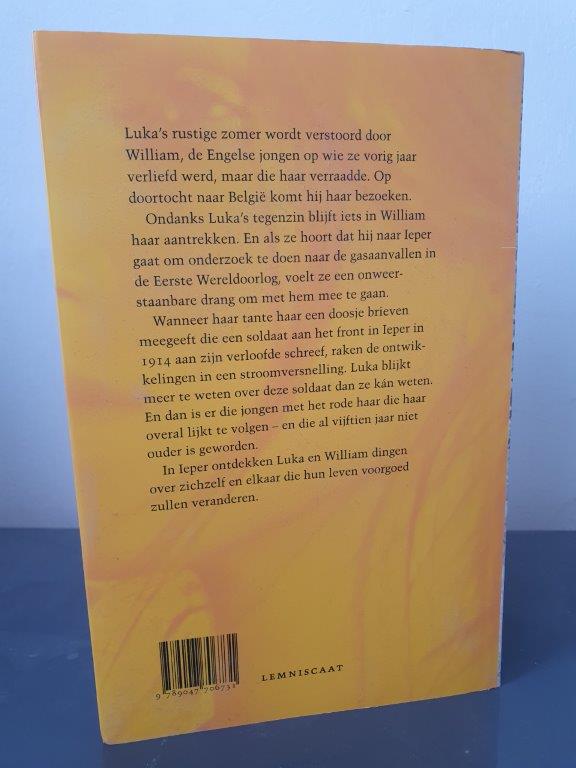 Luka's rustige zomer wordt verstoord door
William, de Engelse jongen op wie ze vorig jaar
verliefd werd, maar die haar verraadde. Op
doortocht naar België komt hij haar bezoeken.
Ondanks Luka's tegenzin blijft iets in William
haar aantrekken. En als ze hoort dat hij naar Ieper
gaat om onderzoek te doen naar de gasaanvallen in
de Eerste Wereldoorlog, voelt ze een onweer-
staanbare drang om met hem mee te gaan.
Wanneer haar tante haar een doosje brieven
meegeeft die een soldaat aan het front in Ieper in
1914 aan zijn verloofde schreef, raken de ontwik-
kelingen in een stroomversnelling. Luka blijkt
meer te weten over deze soldaat dan ze kán weten.
En dan is er die jongen met het rode haar die haar
overal lijkt te volgen – en die al vijftien jaar niet
ouder is geworden.
In Ieper ontdekken Luka en William dingen
over zichzelf en elkaar die hun leven voorgoed
zullen veranderen.
9 789047 706731
LEMNISCAAT